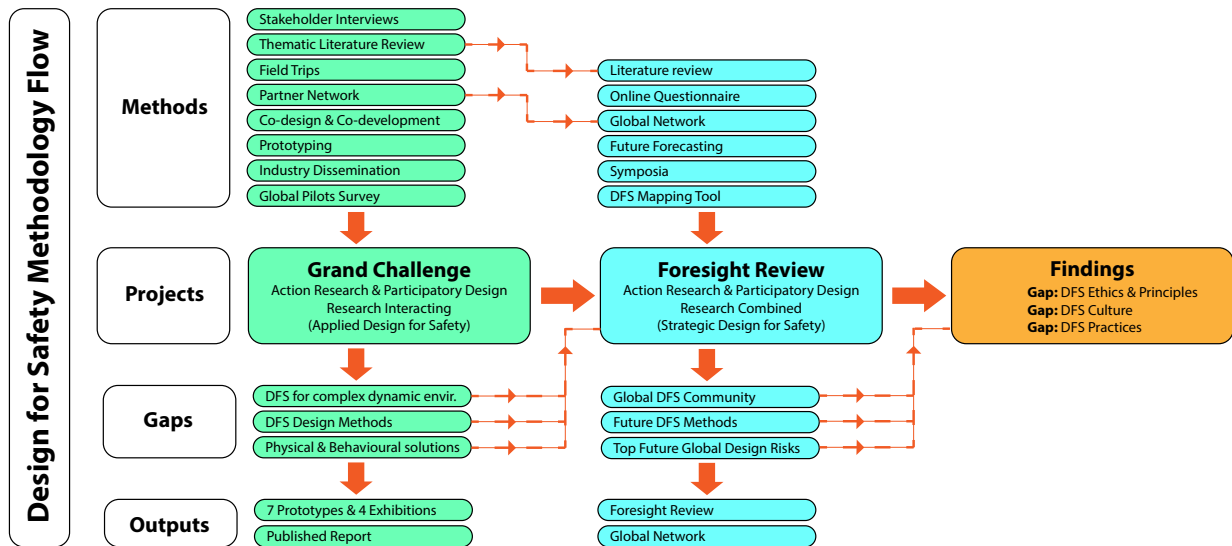 Design for Safety Methodology Flow
Methods
Stakeholder Interviews
Thematic Literature Review
Field Trips
Partner Network
Co-design & Co-development
Prototyping
Industry Dissemination
Global Pilots Survey
Literature review
Online Questionnaire
Global Network
Future Forecasting
Symposia
DFS Mapping Tool
Projects
Grand Challenge
Action Research & Participatory Design
Research Interacting
(Applied Design for Safety)
Foresight Review
Action Research & Participatory Design
Research Combined
(Strategic Design for Safety)
Findings
Gap: DFS Ethics & Principles
Gap: DFS Culture
Gap: DFS Practices
Gaps
DFS for complex dynamic envir.
DFS Design Methods
Physical & Behavioural solutions
Global DFS Community
Future DFS Methods
Top Future Global Design Risks
Outputs
7 Prototypes & 4 Exhibitions
Published Report
Foresight Review
Global Network